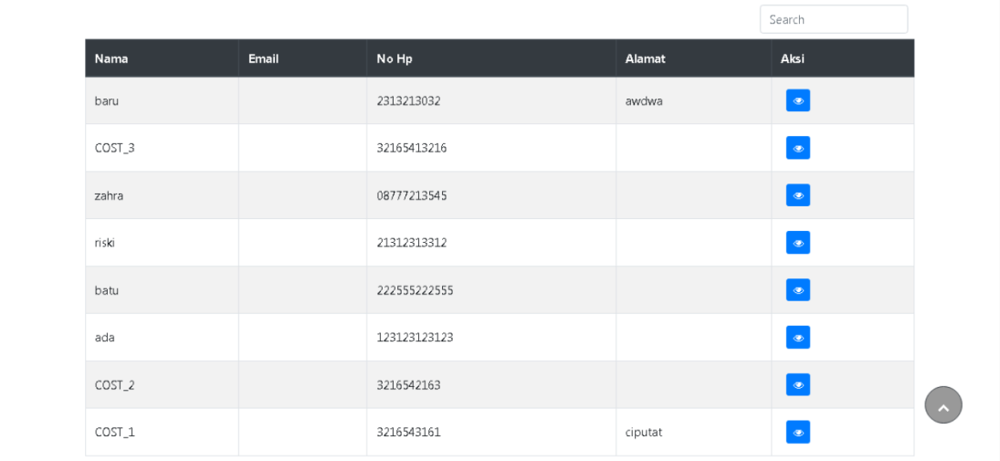 Search
Nama Email No Hp Alamat Aksi
baru 2313213032 awdwa
COST_3 32165413216
zahra 08777213545
riski 21312313312
batu 222555222555
ada 123123123123
COST_2 3216542163
COST_1 3216543161 ciputat